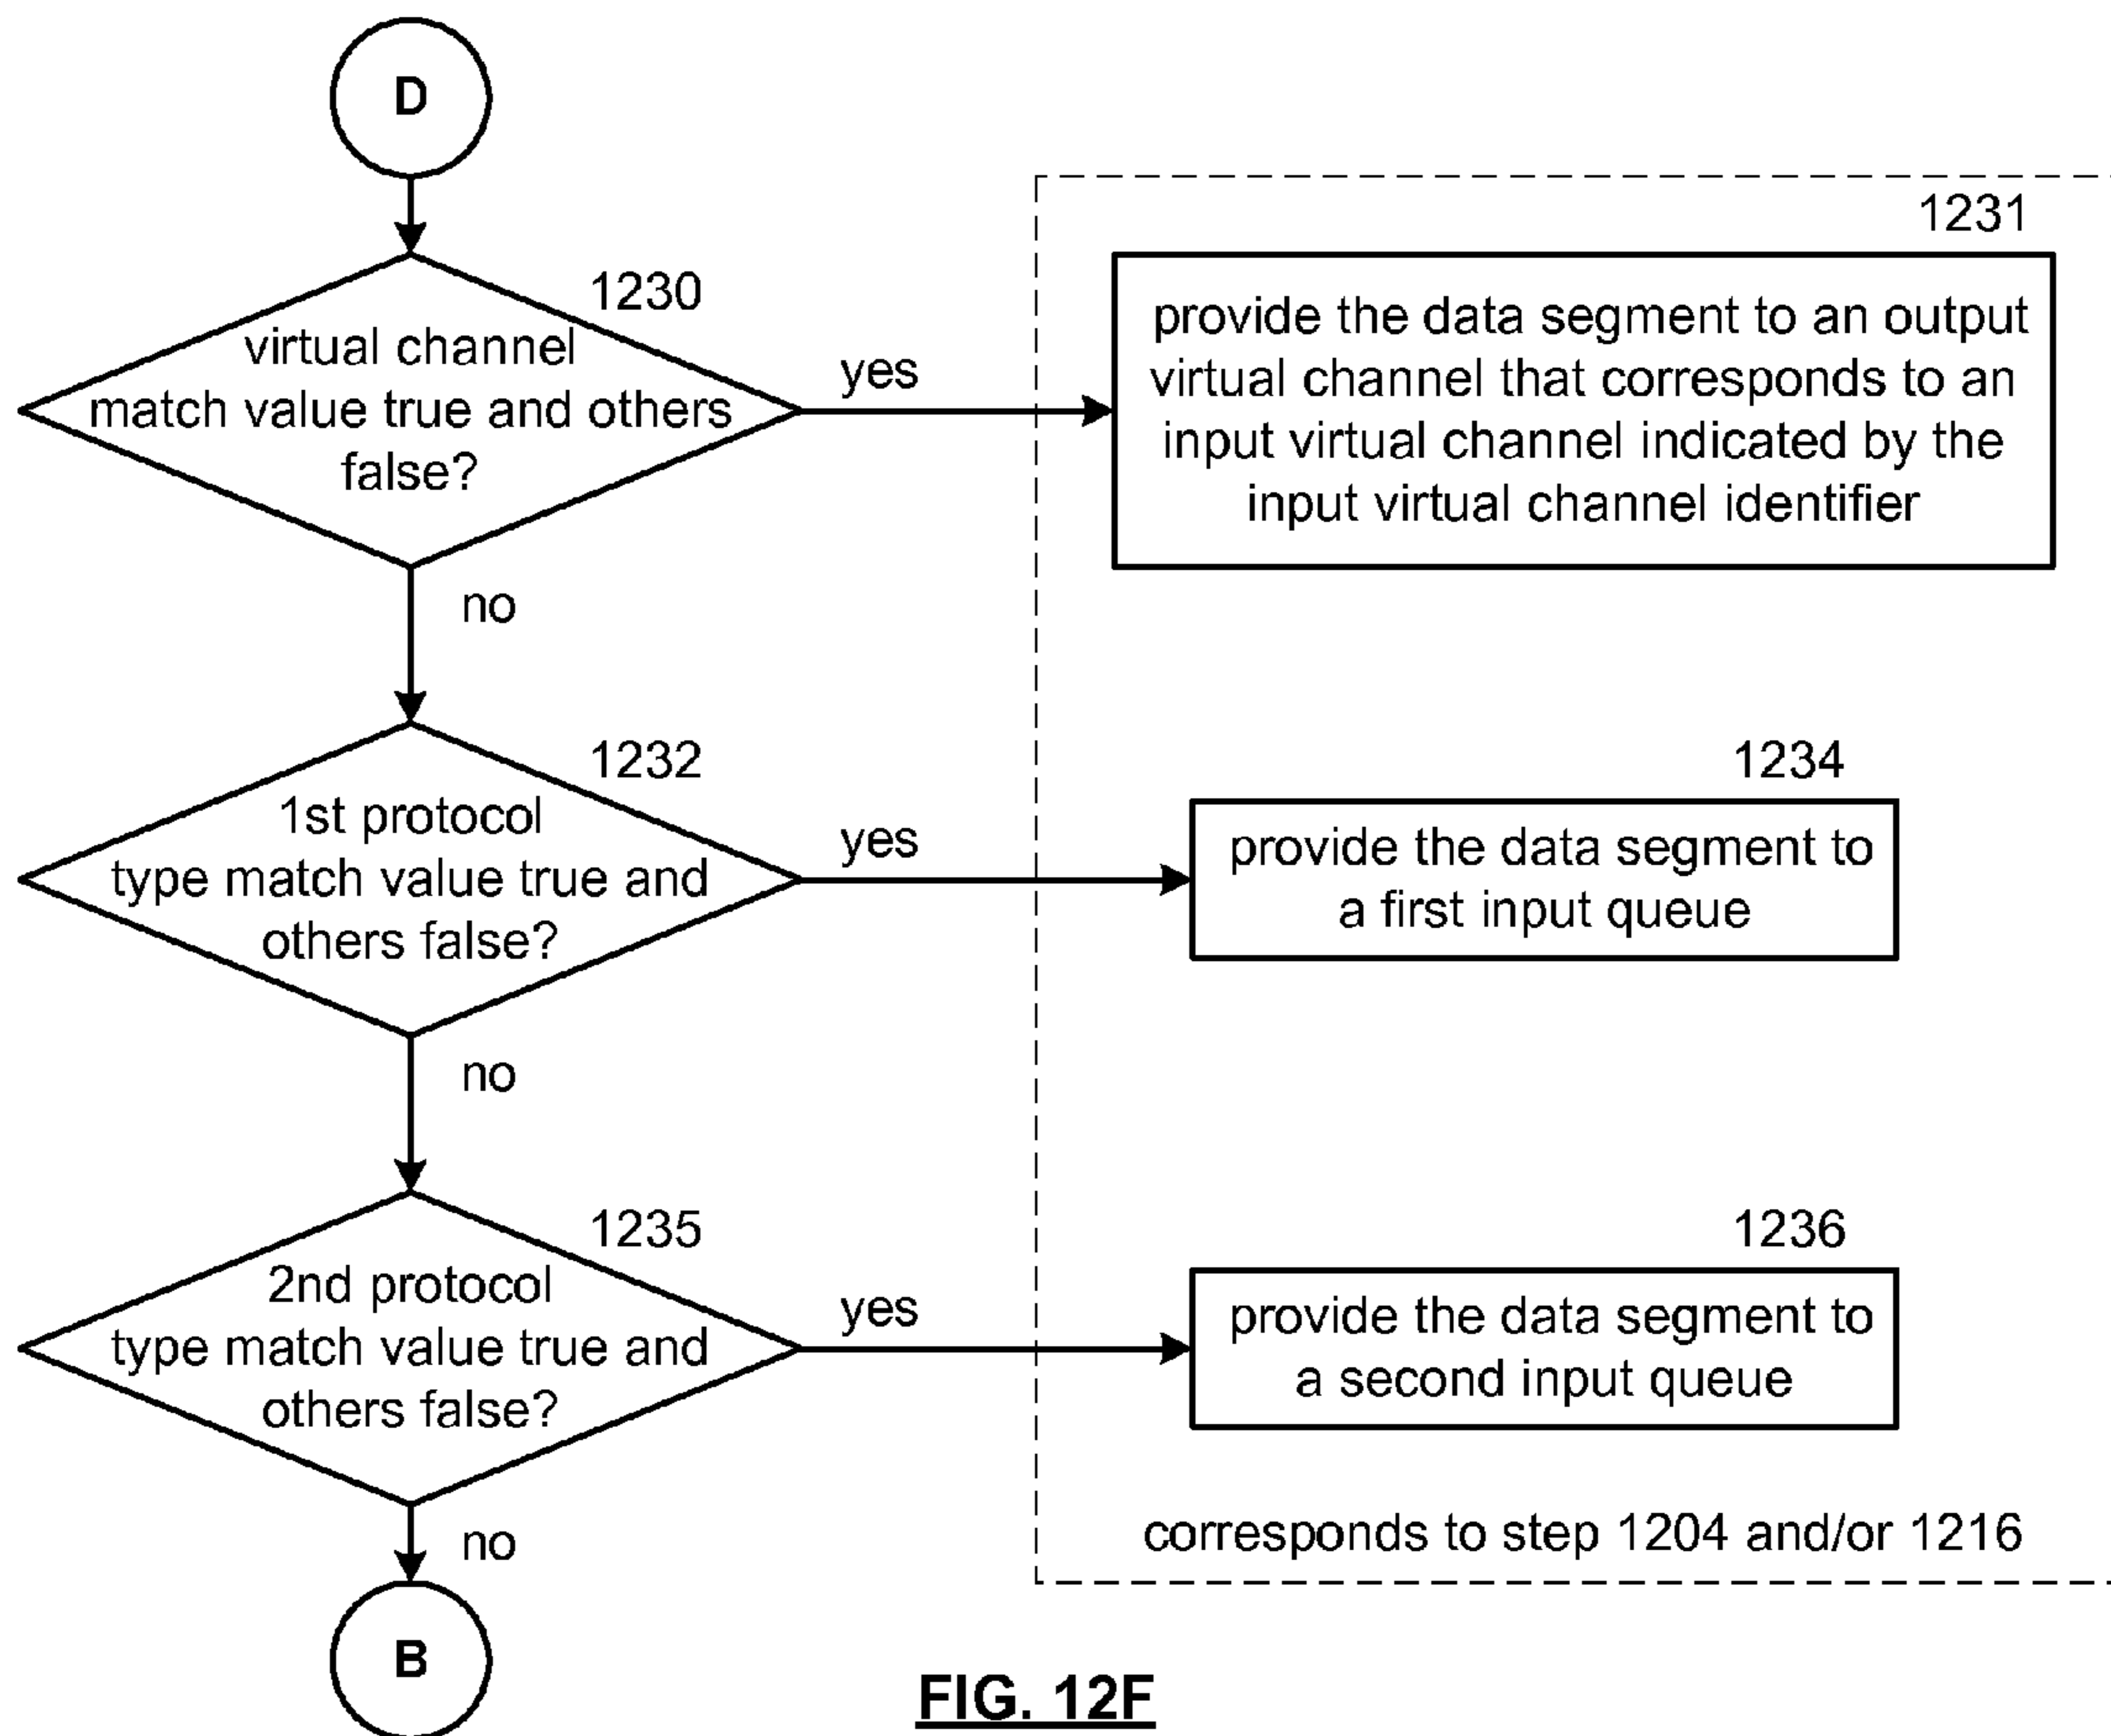 D
1230
virtual channel
match value true and others
false?
yes
1231
provide the data segment to an output
virtual channel that corresponds to an
input virtual channel indicated by the
input virtual channel identifier
no
1232
1st protocol
type match value true and
others false?
yes
1234
provide the data segment to
a first input queue
no
1235
2nd protocol
type match value true and
others false?
yes
1236
provide the data segment to
a second input queue
no
corresponds to step 1204 and/or 1216
B
FIG. 12F